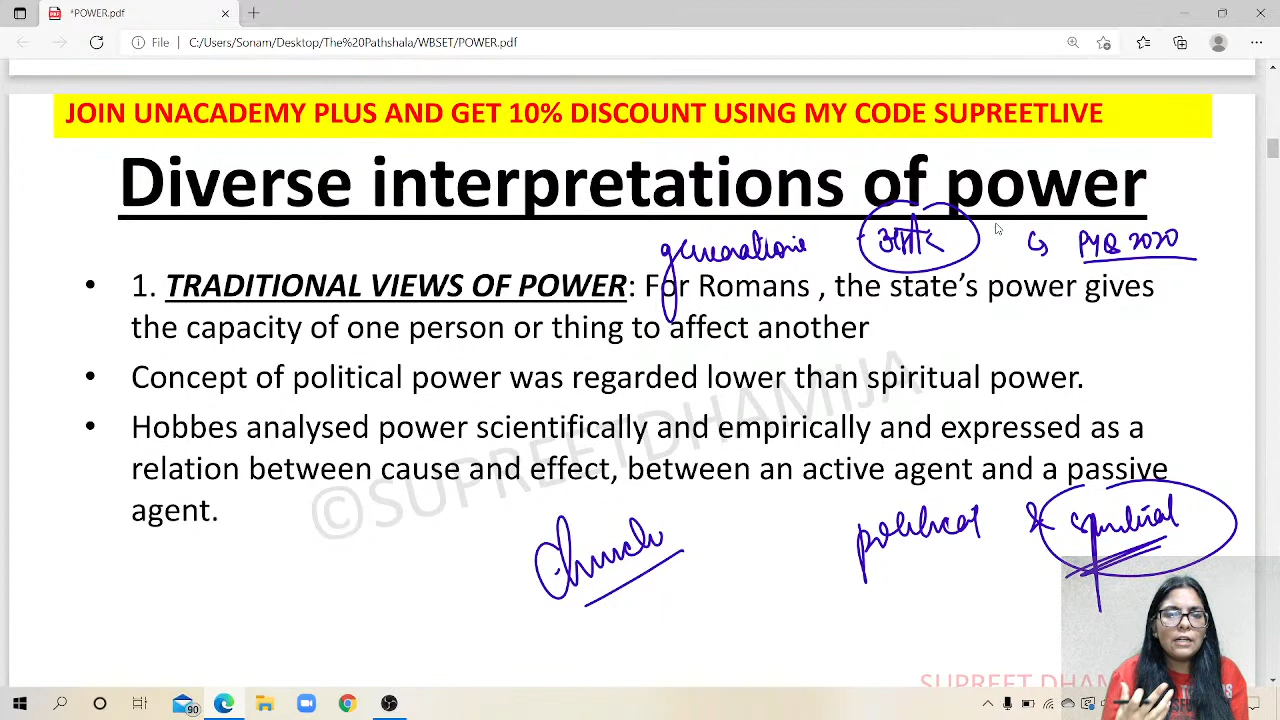 *POWER.pdf
File
C:/Users/Sonam/Desktop/The%20Pathshala/WBSET/POWER.pdf
JOIN UNACADEMY PLUS AND GET 10% DISCOUNT USING MY CODE SUPREETLIVE
Diverse interpretations of power
PYQ 2020
• 1. TRADITIONAL VIEWS OF POWER: For Romans , the state’s power gives
the capacity of one person or thing to affect another
• Concept of political power was regarded lower than spiritual power.
• Hobbes analysed power scientifically and empirically and expressed as a
relation between cause and effect, between an active agent and a passive
agent.
©SUPREETDHAMIJA
Church
political & spiritual
SUPREET DHAM
90